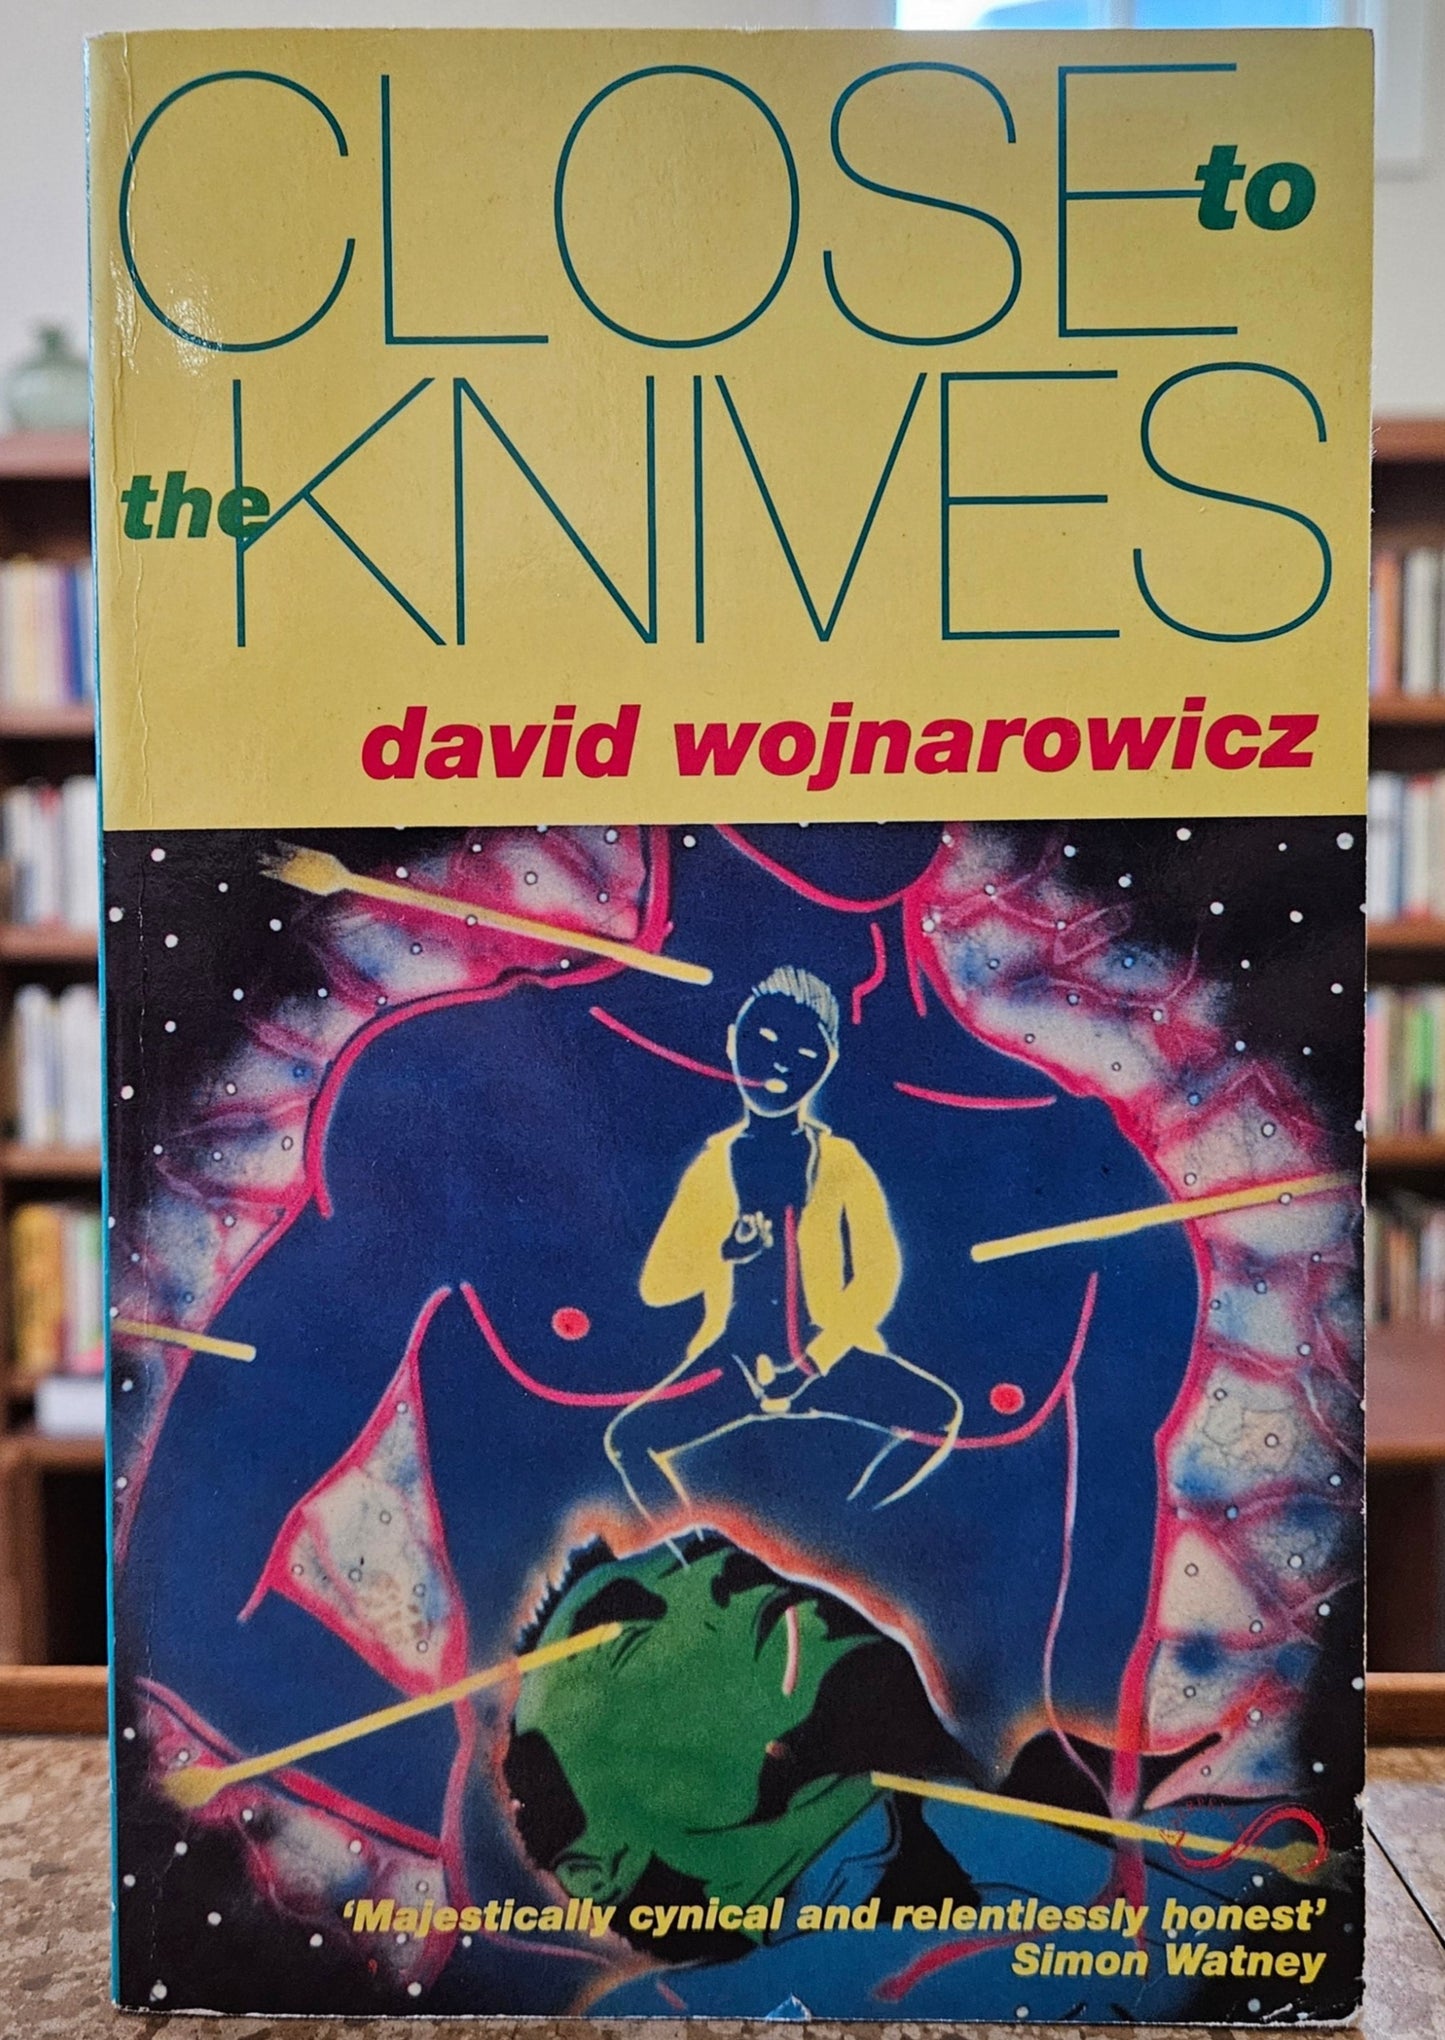 CLOSE to
the KNIVES
david wojnarowicz
‘Majestically cynical and relentlessly honest’
Simon Watney